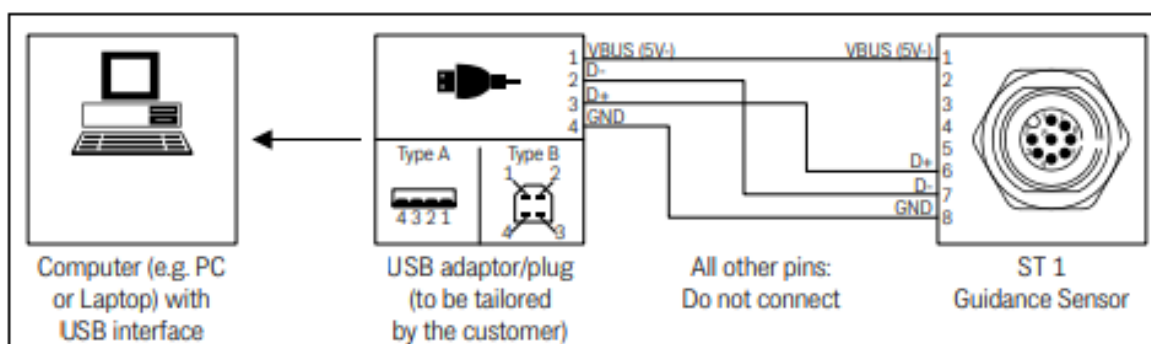 1 VBUS (5V-)
2 D-
3 D+
4 GND
Type A
4 3 2 1
Type B
1 2
4 3
VBUS (5V-) 1
2
3
4
5
D+ 6
D- 7
GND 8
Computer (e.g. PC
or Laptop) with
USB interface
USB adaptor/plug
(to be tailored
by the customer)
All other pins:
Do not connect
ST 1
Guidance Sensor